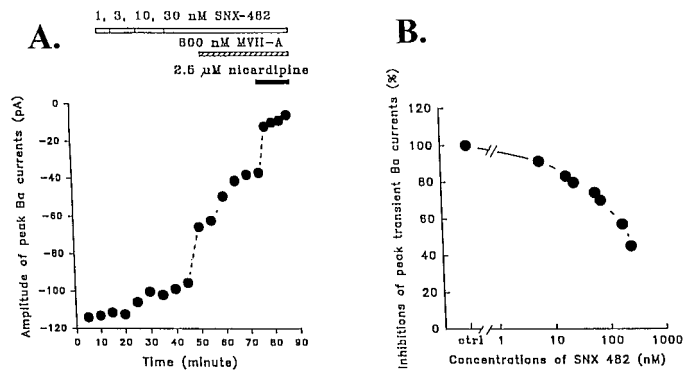 A.
1, 3, 10, 30 nM SNX-482
600 nM MVII-A
2.5 μM nicardipine
Amplitude of peak Ba currents (pA)
0
-20
-40
-60
-80
-100
-120
0 10 20 30 40 50 60 70 80 90
Time (minute)
B.
Inhibitions of peak transient Ba currents (%)
120
100
80
60
40
20
0
ctrl 1 10 100 1000
Concentrations of SNX 482 (nM)